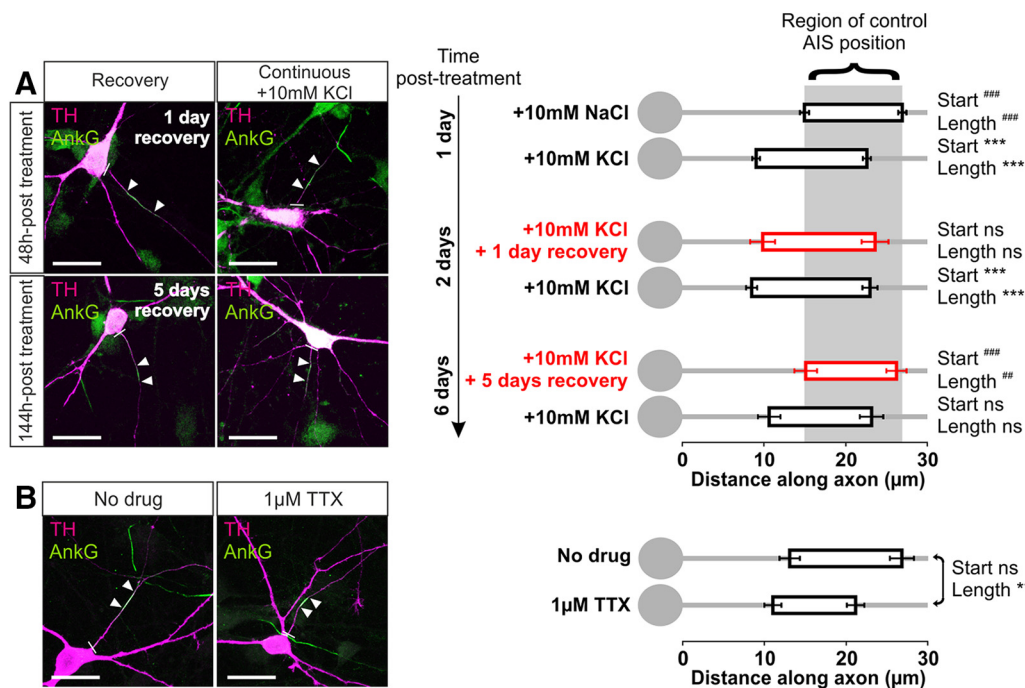 A
Recovery
Continuous
+10mM KCl
48h-post treatment
TH
AnkG
1 day
recovery
TH
AnkG
144h-post treatment
TH
AnkG
5 days
recovery
TH
AnkG
Time
post-treatment
1 day
2 days
6 days
Region of control
AIS position
+10mM NaCl
Start ###
Length ###
+10mM KCl
Start ***
Length ***
+10mM KCl
+ 1 day recovery
Start ns
Length ns
+10mM KCl
Start ***
Length ***
+10mM KCl
+ 5 days recovery
Start ###
Length ##
+10mM KCl
Start ns
Length ns
0 10 20 30
Distance along axon (µm)
B
No drug
1µM TTX
TH
AnkG
TH
AnkG
No drug
1µM TTX
Start ns
Length *
0 10 20 30
Distance along axon (µm)